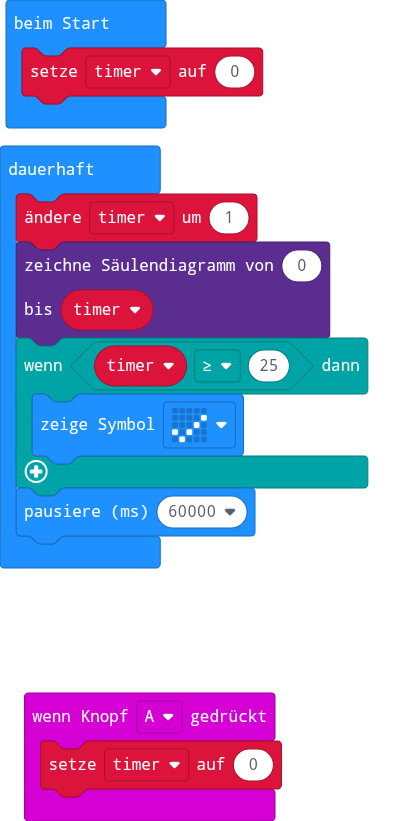 beim Start
setze timer auf 0
dauerhaft
ändere timer um 1
zeichne Säulendiagramm von 0
bis timer
wenn timer ≥ 25 dann
zeige Symbol
pausiere (ms) 60000
wenn Knopf A gedrückt
setze timer auf 0